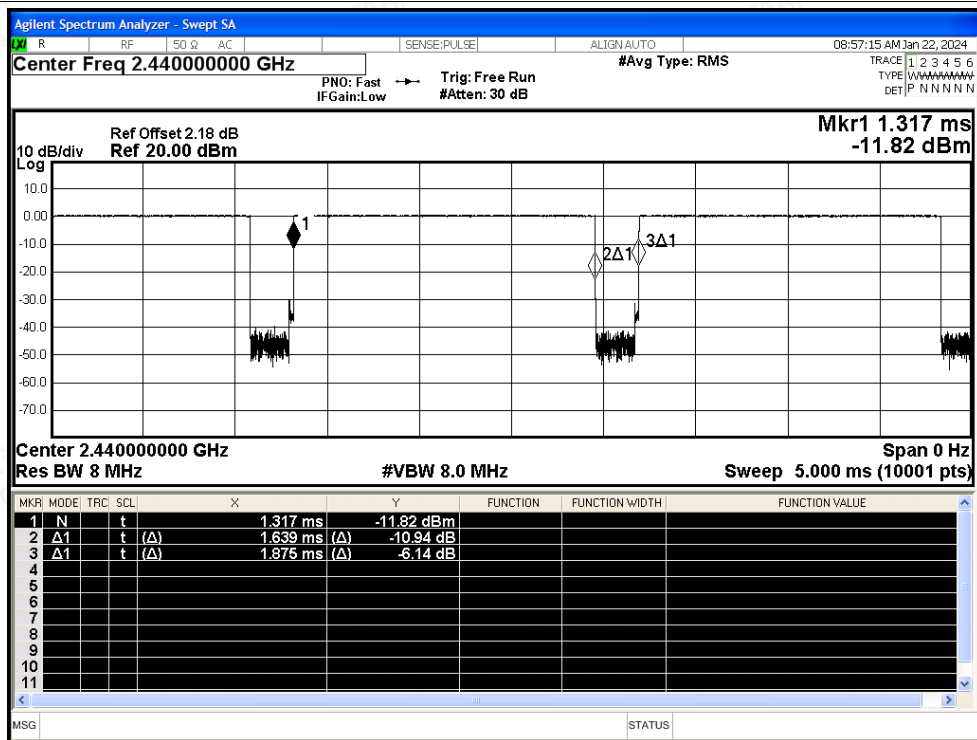 Agilent Spectrum Analyzer - Swept SA
LXI R RF 50 Ω AC SENSE:PULSE ALIGN AUTO 08:57:15 AM Jan 22, 2024
Center Freq 2.440000000 GHz #Avg Type: RMS TRACE 1 2 3 4 5 6
PNO: Fast Trig: Free Run TYPE WWWWWW
IFGain:Low #Atten: 30 dB DET P N N N N N
Mkr1 1.317 ms
Ref Offset 2.18 dB
10 dB/div Ref 20.00 dBm -11.82 dBm
Log
10.0
0.00
1
-10.0
2Δ1 3Δ1
-20.0
-30.0
-40.0
-50.0
-60.0
-70.0
Center 2.440000000 GHz Span 0 Hz
Res BW 8 MHz #VBW 8.0 MHz Sweep 5.000 ms (10001 pts)
MKR MODE TRC SCL X Y FUNCTION FUNCTION WIDTH FUNCTION VALUE
1 N t 1.317 ms -11.82 dBm
2 Δ1 t (Δ) 1.639 ms (Δ) -10.94 dB
3 Δ1 t (Δ) 1.875 ms (Δ) -6.14 dB
4
5
6
7
8
9
10
11
MSG STATUS